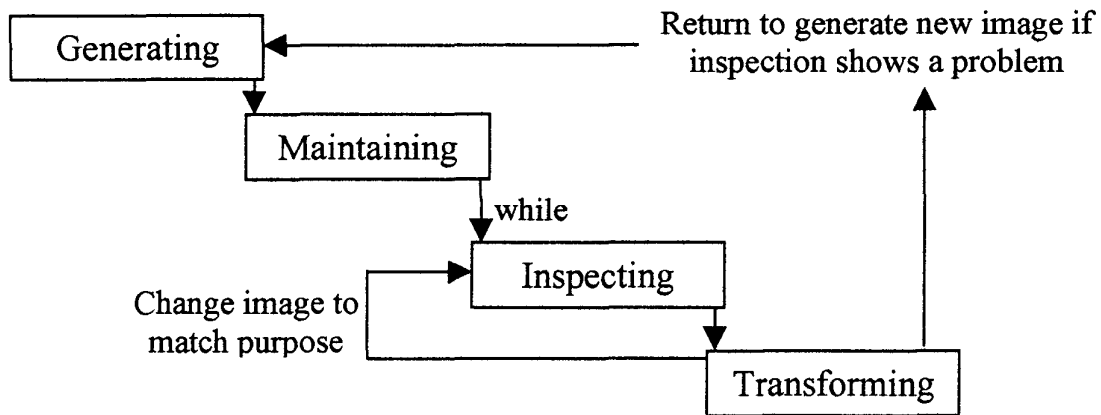 Generating
Return to generate new image if
inspection shows a problem
Maintaining
while
Inspecting
Change image to
match purpose
Transforming